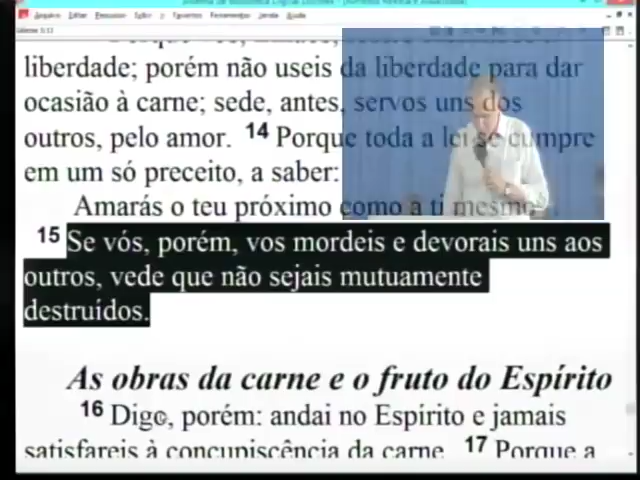 liberdade; porém não useis da liberdade para dar
ocasião à carne; sede, antes, servos uns dos
outros, pelo amor. 14 Porque toda a lei se cumpre
em um só preceito, a saber:
Amarás o teu próximo como a ti mesmo.
15 Se vós, porém, vos mordeis e devorais uns aos
outros, vede que não sejais mutuamente
destruídos.
As obras da carne e o fruto do Espírito
16 Digo, porém: andai no Espírito e jamais
satisfareis à concupiscência da carne. 17 Porque a